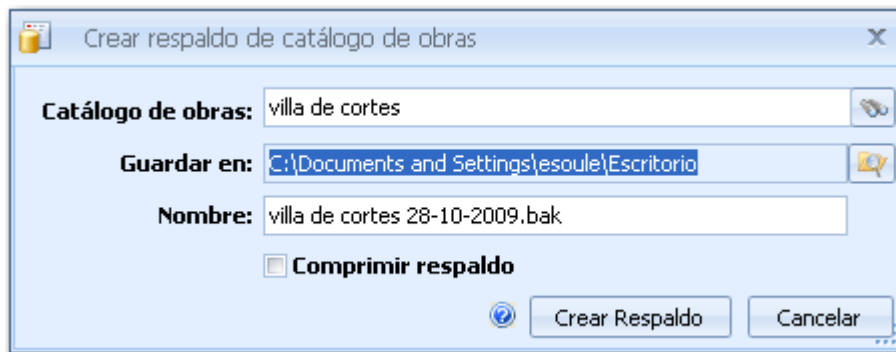 Crear respaldo de catálogo de obras
Catálogo de obras: villa de cortes
Guardar en: C:\Documents and Settings\esoule\Escritorio
Nombre: villa de cortes 28-10-2009.bak
Comprimir respaldo
Crear Respaldo Cancelar